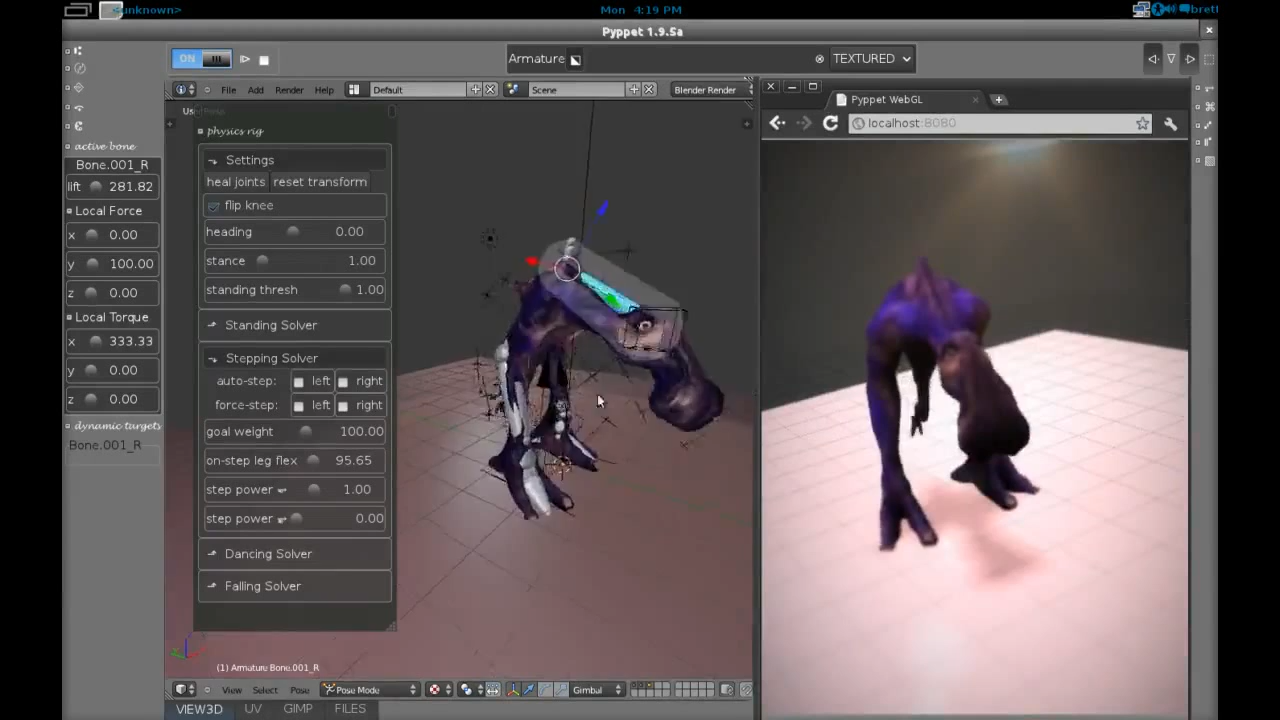 <unknown>
Mon 4:19 PM
brett
Pyppet 1.9.5a
ON
Armature
TEXTURED
File Add Render Help
Default
Scene
Blender Render
Pyppet WebGL
localhost:8080
active bone
Bone.001_R
lift 281.82
Local Force
x 0.00
y 100.00
z 0.00
Local Torque
x 333.33
y 0.00
z 0.00
dynamic targets
Bone.001_R
physics rig
Settings
heal joints reset transform
flip knee
heading 0.00
stance 1.00
standing thresh 1.00
Standing Solver
Stepping Solver
auto-step: left right
force-step: left right
goal weight 100.00
on-step leg flex 95.65
step power 1.00
step power 0.00
Dancing Solver
Falling Solver
(1) Armature Bone.001_R
View Select Pose Pose Mode Gimbal
VIEW3D UV GIMP FILES